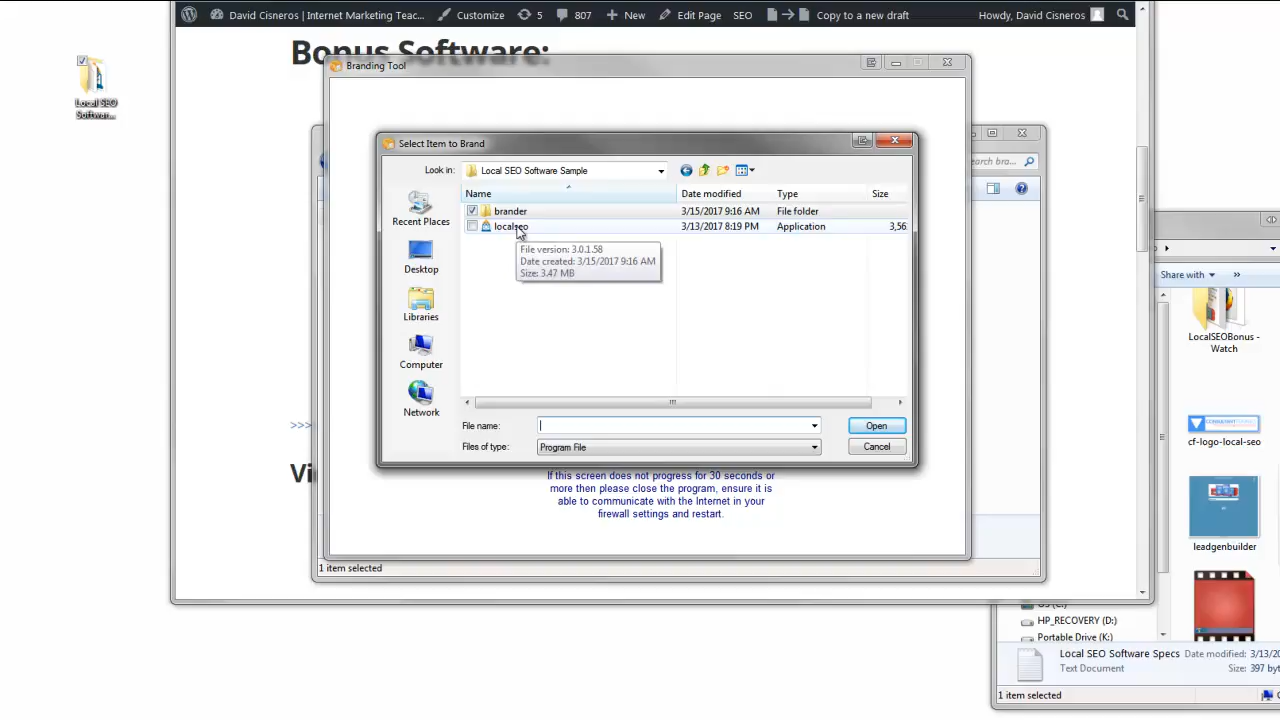 David Cisneros | Internet Marketing Teac... Customize 5 807 New Edit Page SEO Copy to a new draft Howdy, David Cisneros
Bonus Software:
Local SEO
Softwar...
Branding Tool
Select Item to Brand
Look in: Local SEO Software Sample
Name Date modified Type Size
brander 3/15/2017 9:16 AM File folder
localseo 3/13/2017 8:19 PM Application 3,56
File version: 3.0.1.58
Date created: 3/15/2017 9:16 AM
Size: 3.47 MB
Recent Places
Desktop
Libraries
Computer
Network
File name: Open
Files of type: Program File Cancel
If this screen does not progress for 30 seconds or
more then please close the program, ensure it is
able to communicate with the Internet in your
firewall settings and restart.
>>>
Vi
1 item selected
Share with »
LocalSEOBonus -
Watch
cf-logo-local-seo
leadgenbuilder
HP_RECOVERY (D:)
Portable Drive (K:)
Local SEO Software Specs Date modified: 3/13/20
Text Document Size: 397 byt
1 item selected